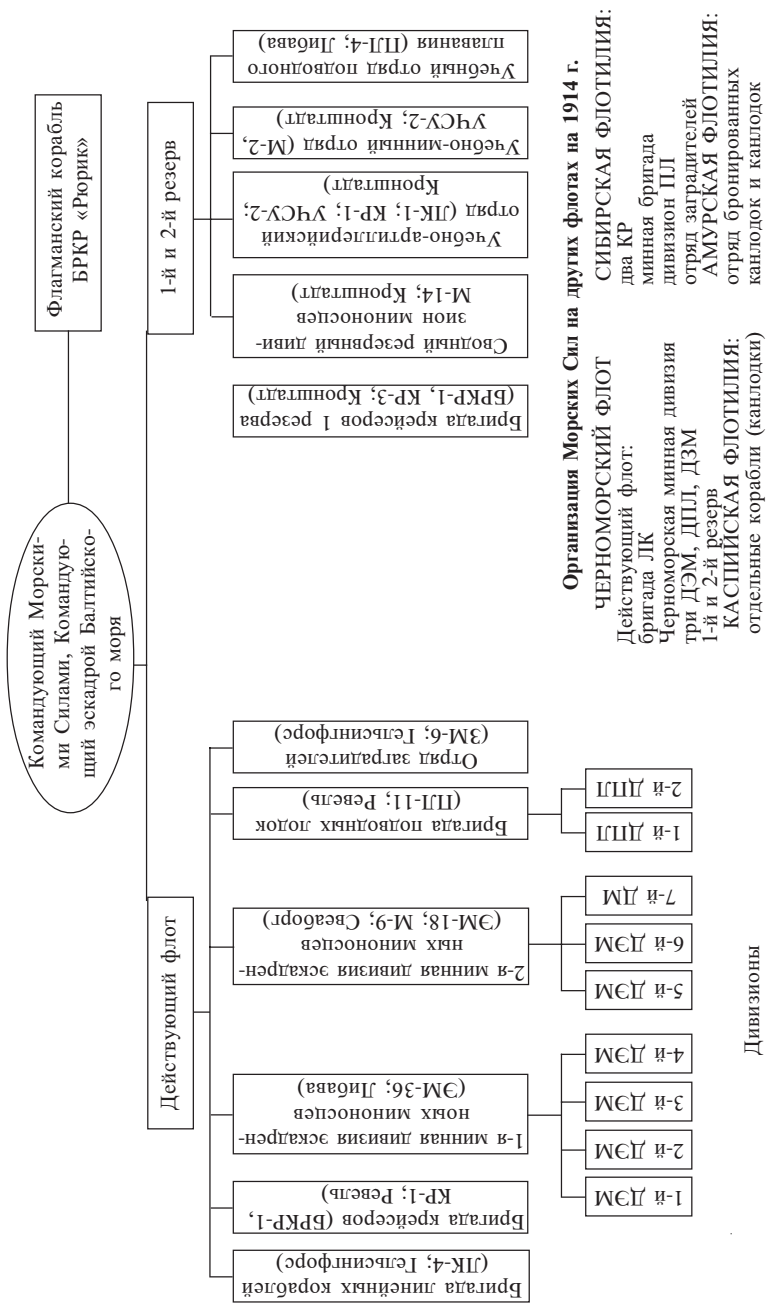 Командующий Морски-
ми Силами, Командую-
щий эскадрой Балтийско-
го моря
Флагманский корабль
БРКР «Рюрик»
Действующий флот
1-й и 2-й резерв
Бригада линейных кораблей
(ЛК-4; Гельсингфорс)
Бригада крейсеров (БРКР-1,
КР-1; Ревель)
1-я минная дивизия эскадрен-
ноых миноносцев
(ЭМ-36; Либава)
2-я минная дивизия эскадрен-
ных миноносцев
(ЭМ-18; М-9; Свеаборг)
Бригада подводных лодок
(ПЛ-11; Ревель)
Отряд заградителей
(ЗМ-6; Гельсингфорс)
Бригада крейсеров 1 резерва
(БРКР-1, КР-3; Кронштадт)
Сводный резервный диви-
зион миноносцев
М-14; Кронштадт)
Учебно-артиллерийский
отряд (ЛК-1; КР-1; УЧСУ-2;
Кронштадт
Учебно-минный отряд (М-2,
УЧСУ-2; Кронштадт)
Учебный отряд подводного
плавания (ПЛ-4; Либава)
1-й ДЭМ
2-й ДЭМ
3-й ДЭМ
4-й ДЭМ
5-й ДЭМ
6-й ДЭМ
7-й ДМ
1-й ДПЛ
2-й ДПЛ
Дивизионы
Организация Морских Сил на других флотах на 1914 г.
ЧЕРНОМОРСКИЙ ФЛОТ
Действующий флот:
бригада ЛК
Черноморская минная дивизия
три ДЭМ, ДПЛ, ДЗМ
1-й и 2-й резерв
КАСПИЙСКАЯ ФЛОТИЛИЯ:
отдельные корабли (канлодки)
СИБИРСКАЯ ФЛОТИЛИЯ:
два КР
минная бригада
дивизион ПЛ
отряд заградителей
АМУРСКАЯ ФЛОТИЛИЯ:
отряд бронированных
канлодок и канлодок